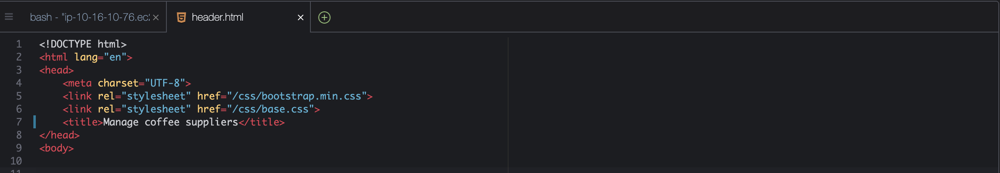 bash - "ip-10-16-10-76.ec2 header.html
1 <!DOCTYPE html>
2 <html lang="en">
3 <head>
4     <meta charset="UTF-8">
5     <link rel="stylesheet" href="/css/bootstrap.min.css">
6     <link rel="stylesheet" href="/css/base.css">
7     <title>Manage coffee suppliers</title>
8 </head>
9 <body>
10
11